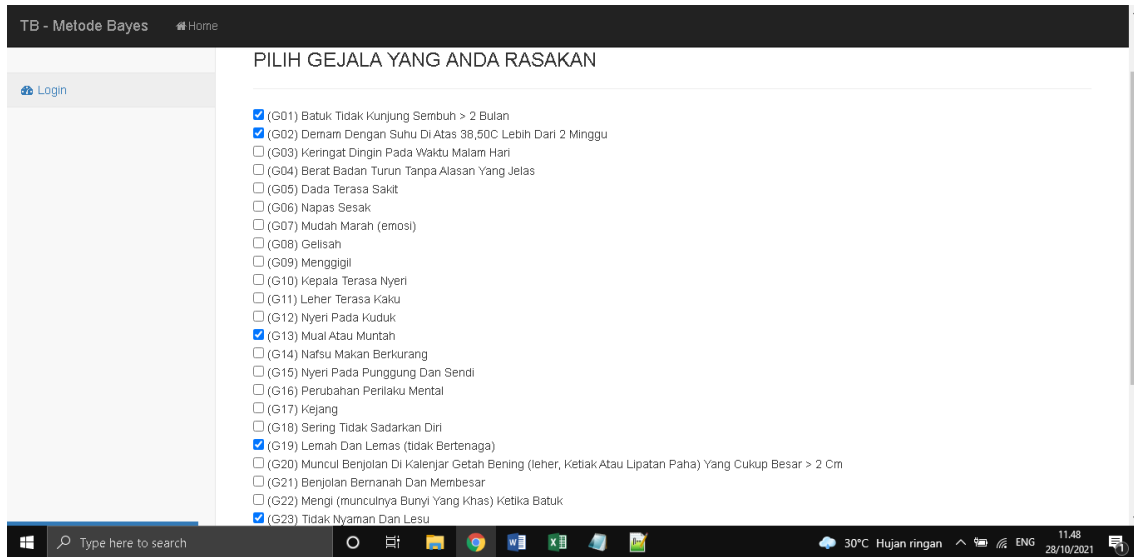 TB - Metode Bayes Home
PILIH GEJALA YANG ANDA RASAKAN
Login
(G01) Batuk Tidak Kunjung Sembuh > 2 Bulan
(G02) Demam Dengan Suhu Di Atas 38,50C Lebih Dari 2 Minggu
(G03) Keringat Dingin Pada Waktu Malam Hari
(G04) Berat Badan Turun Tanpa Alasan Yang Jelas
(G05) Dada Terasa Sakit
(G06) Napas Sesak
(G07) Mudah Marah (emosi)
(G08) Gelisah
(G09) Menggigil
(G10) Kepala Terasa Nyeri
(G11) Leher Terasa Kaku
(G12) Nyeri Pada Kuduk
(G13) Mual Atau Muntah
(G14) Nafsu Makan Berkurang
(G15) Nyeri Pada Punggung Dan Sendi
(G16) Perubahan Perilaku Mental
(G17) Kejang
(G18) Sering Tidak Sadarkan Diri
(G19) Lemah Dan Lemas (tidak Bertenaga)
(G20) Muncul Benjolan Di Kalenjar Getah Bening (leher, Ketiak Atau Lipatan Paha) Yang Cukup Besar > 2 Cm
(G21) Benjolan Bernanah Dan Membesar
(G22) Mengi (munculnya Bunyi Yang Khas) Ketika Batuk
(G23) Tidak Nyaman Dan Lesu
Type here to search
30°C Hujan ringan ENG
11.48
28/10/2021